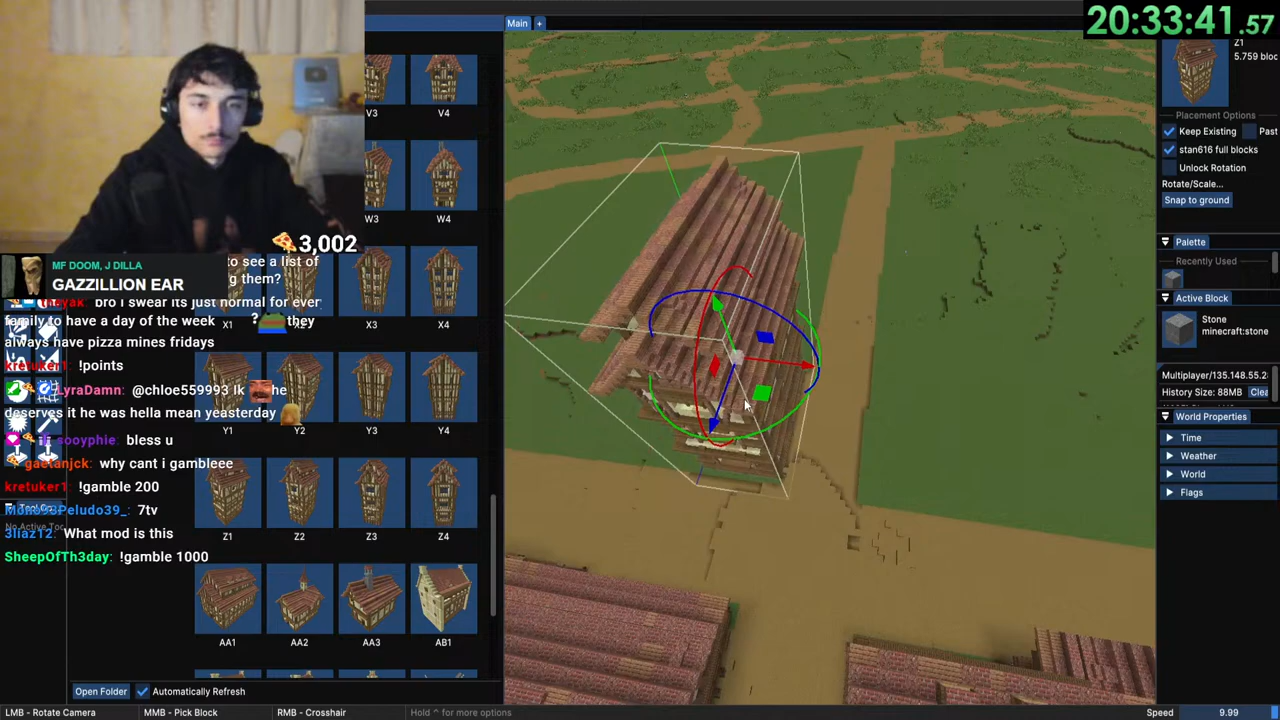 20:33:41.57
Main
+
Z1
5.759 bloc
V3
V4
Placement Options
Keep Existing
Past
stan616 full blocks
Unlock Rotation
Rotate/Scale...
Snap to ground
W3
W4
3,002
Palette
Recently Used
MF DOOM, J DILLA
GAZZILLION EAR
to see a list of
g them?
bro i swear its just normal for ever
family to have a day of the week ? they
always have pizza mines fridays
X1
X2
X3
X4
Active Block
Stone
minecraft:stone
kretuker1: !points
LyraDamn: @chloe559993 Ik he
deserves it he was hella mean yeasterday
Multiplayer/135.148.55.2
History Size: 88MB
Clea
World Properties
Y1
Y2
Y3
Y4
Time
Weather
World
Flags
sooyphie: bless u
gaetanjck: why cant i gambleee
kretuker1: !gamble 200
7tv
3liaz12: What mod is this
SheepOfTh3day: !gamble 1000
Z1
Z2
Z3
Z4
AA1
AA2
AA3
AB1
Open Folder
Automatically Refresh
LMB - Rotate Camera
MMB - Pick Block
RMB - Crosshair
Hold ^ for more options
Speed
9.99